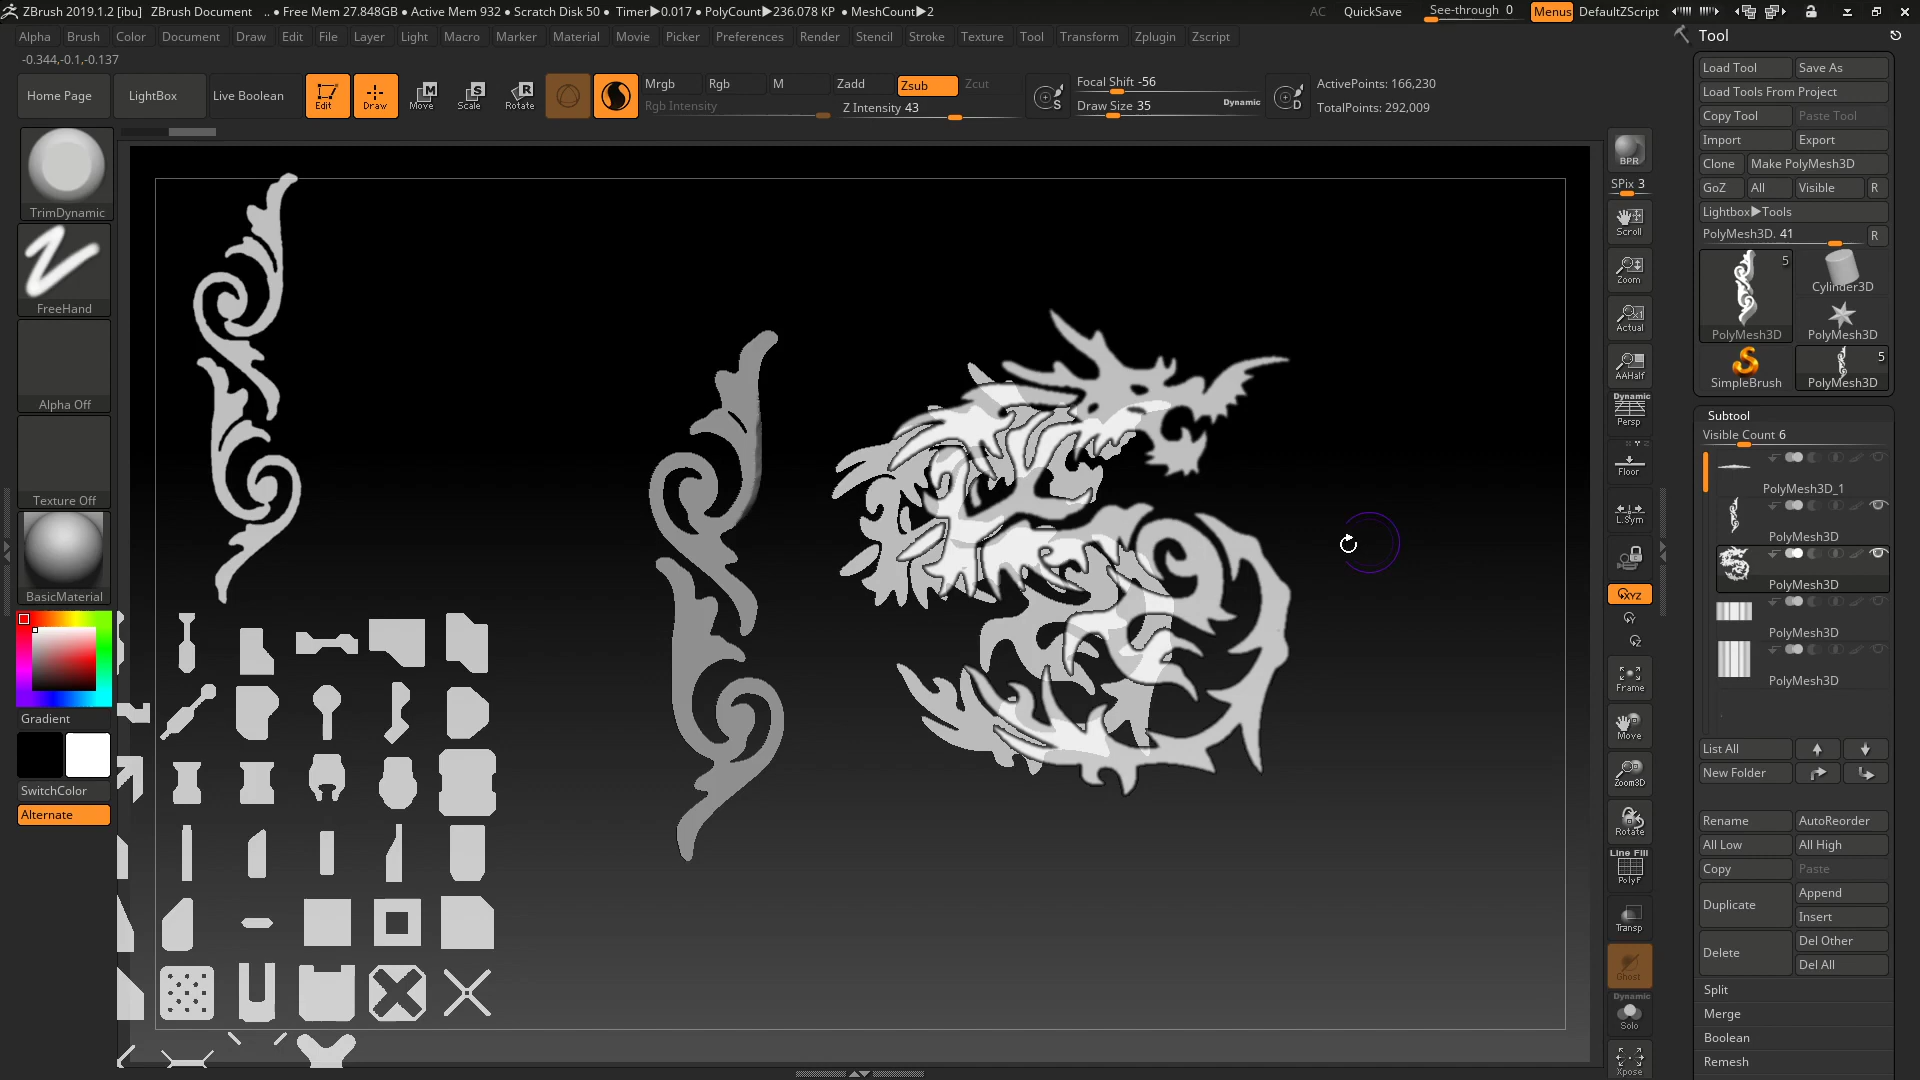 ZBrush 2019.1.2 [ibu] ZBrush Document .. • Free Mem 27.848GB • Active Mem 932 • Scratch Disk 50 • Timer▶0.017 • PolyCount▶236.078 KP • MeshCount▶2 AC QuickSave See-through 0 Menus DefaultZScript
Alpha Brush Color Document Draw Edit File Layer Light Macro Marker Material Movie Picker Preferences Render Stencil Stroke Texture Tool Transform Zplugin Zscript
-0.344,-0.1,-0.137
Home Page LightBox Live Boolean Edit Draw Move Scale Rotate
Mrgb Rgb M Zadd Zsub Zcut
Rgb Intensity Z Intensity 43
S Focal Shift -56
Draw Size 35 Dynamic D
ActivePoints: 166,230
TotalPoints: 292,009
TrimDynamic
FreeHand
Alpha Off
Texture Off
BasicMaterial
Gradient
SwitchColor
Alternate
BPR
SPix 3
Scroll
Zoom
Actual
AAHalf
Dynamic
Persp
Floor
L.Sym
XYZ
Y
Z
Frame
Move
Zoom3D
Rotate
Line Fill
PolyF
Transp
Ghost
Dynamic
Solo
Xpose
Tool
Load Tool Save As
Load Tools From Project
Copy Tool Paste Tool
Import Export
Clone Make PolyMesh3D
GoZ All Visible R
Lightbox▶Tools
PolyMesh3D. 41 R
5
PolyMesh3D Cylinder3D
PolyMesh3D
SimpleBrush 5
PolyMesh3D
Subtool
Visible Count 6
PolyMesh3D_1
PolyMesh3D
PolyMesh3D
PolyMesh3D
PolyMesh3D
List All
New Folder
Rename AutoReorder
All Low All High
Copy Paste
Duplicate Append
Insert
Delete Del Other
Del All
Split
Merge
Boolean
Remesh